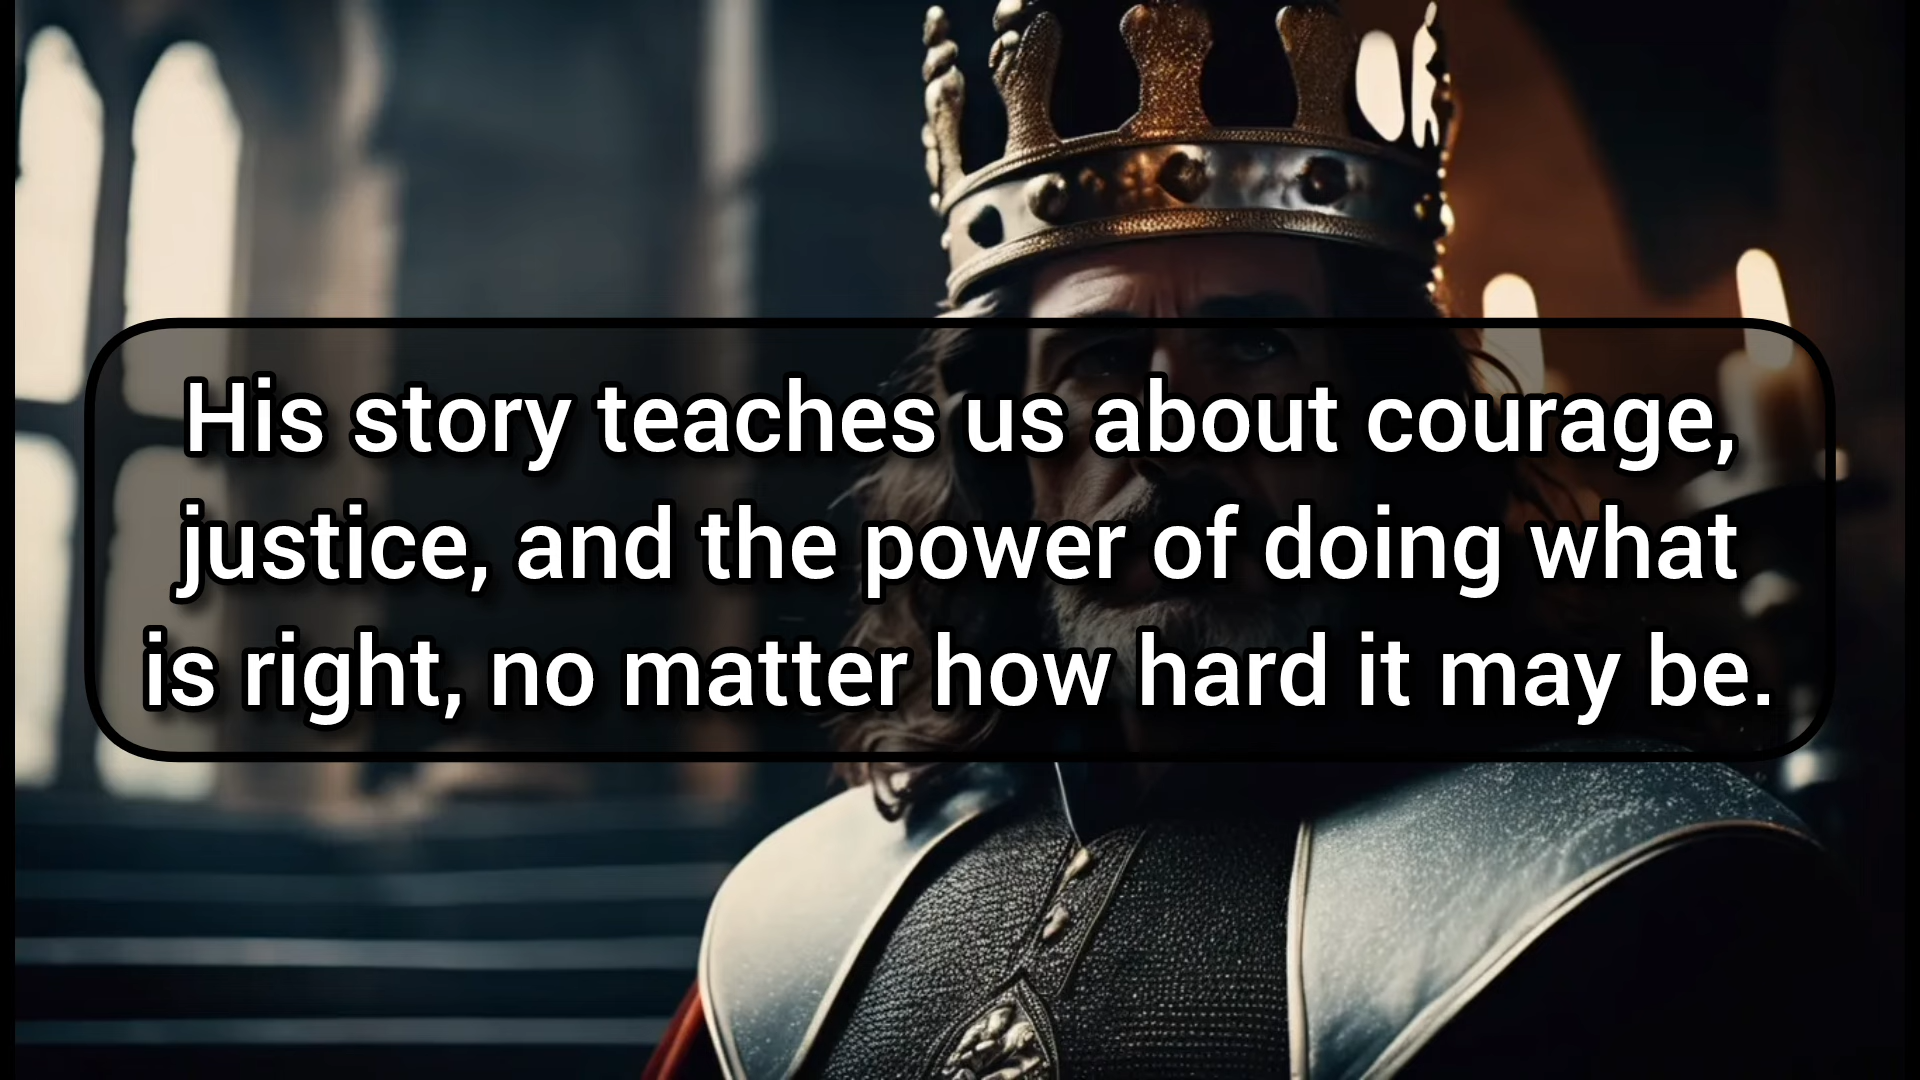 His story teaches us about courage,
justice, and the power of doing what
is right, no matter how hard it may be.